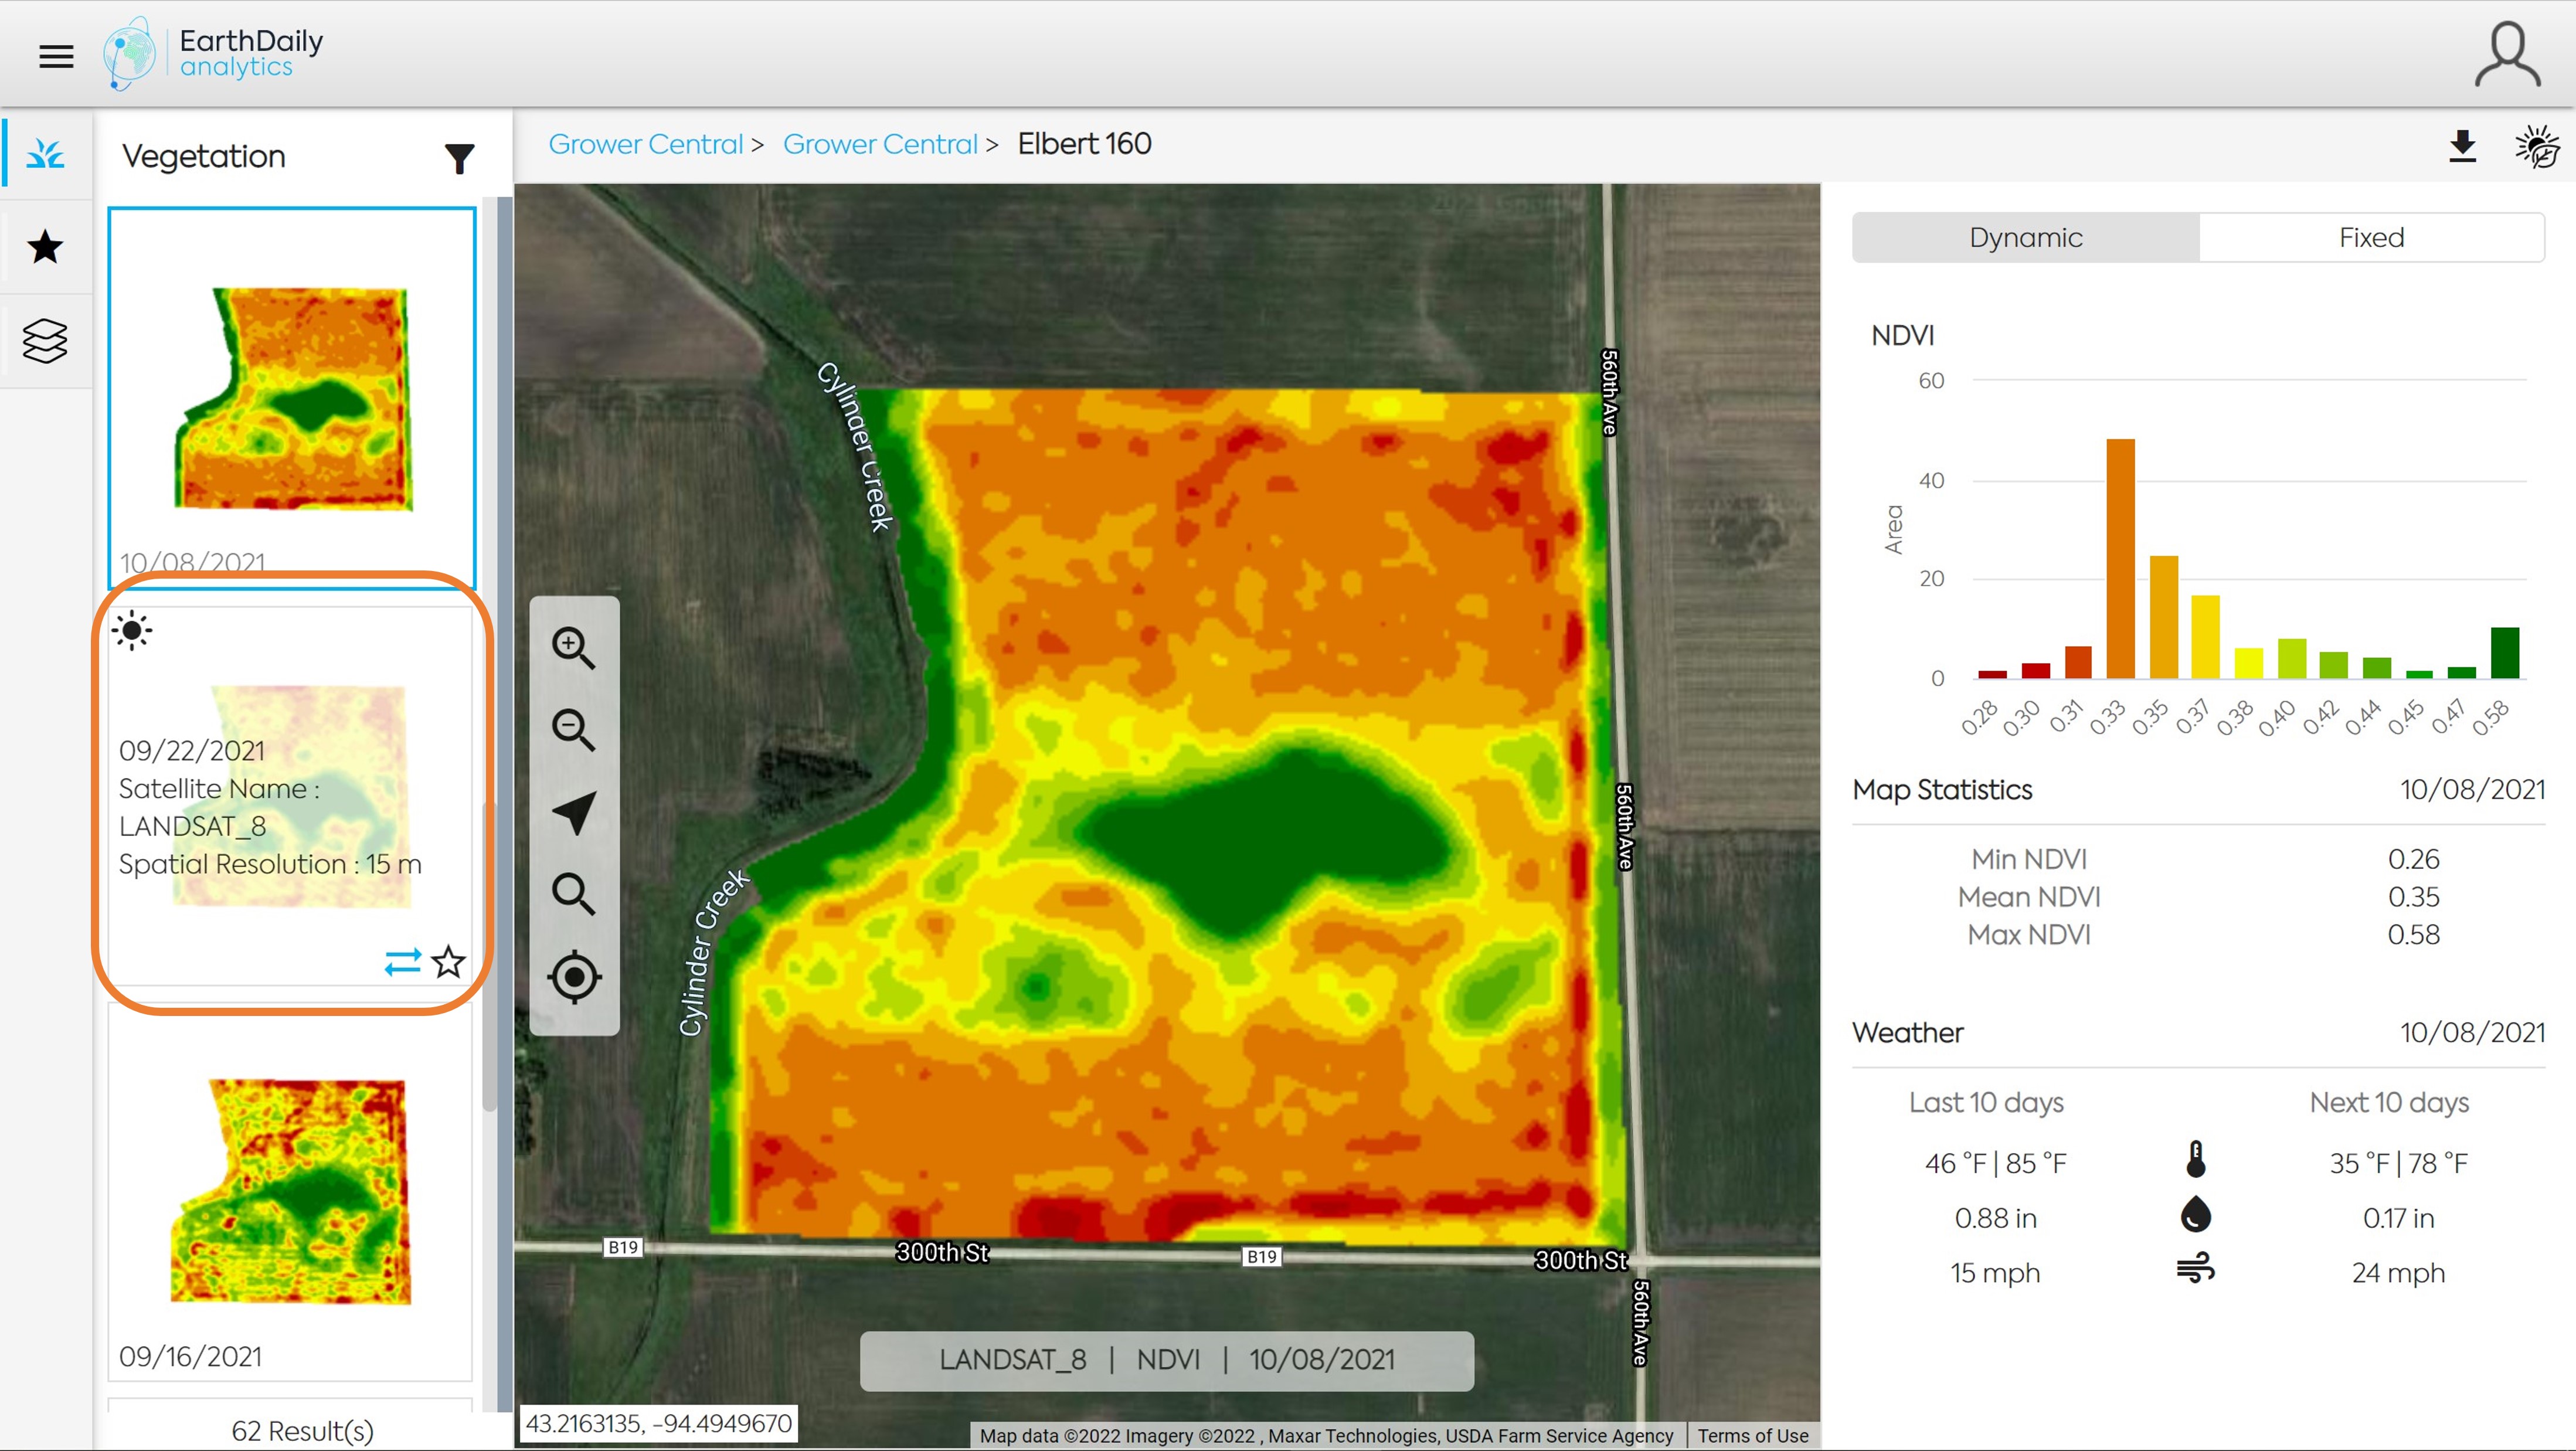 EarthDaily
analytics
Vegetation
Grower Central > Grower Central > Elbert 160
10/08/2021
09/22/2021
Satellite Name :
LANDSAT_8
Spatial Resolution : 15 m
09/16/2021
62 Result(s)
Cylinder Creek
Cylinder Creek
560th Ave
560th Ave
560th Ave
B19
300th St
B19
300th St
LANDSAT_8 | NDVI | 10/08/2021
43.2163135, -94.4949670
Map data ©2022 Imagery ©2022 , Maxar Technologies, USDA Farm Service Agency
Terms of Use
Dynamic
Fixed
NDVI
60
40
20
0
Area
0.28 0.30 0.31 0.33 0.35 0.37 0.38 0.40 0.42 0.44 0.45 0.47 0.58
Map Statistics 10/08/2021
Min NDVI 0.26
Mean NDVI 0.35
Max NDVI 0.58
Weather 10/08/2021
Last 10 days Next 10 days
46 °F | 85 °F 35 °F | 78 °F
0.88 in 0.17 in
15 mph 24 mph